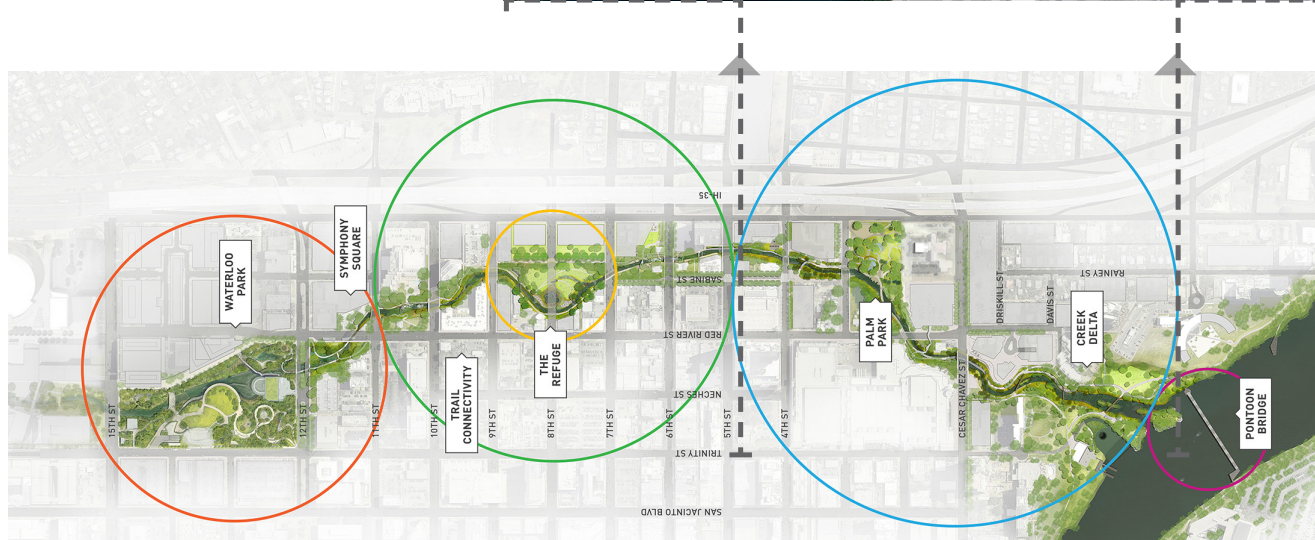 IH-35
SYMPHONY
SQUARE
WATERLOO
PARK
SABINE ST
RAINEY ST
DRISKILL ST
DAVIS ST
RED RIVER ST
PALM
PARK
CREEK
DELTA
THE
REFUGE
TRAIL
CONNECTIVITY
NECHES ST
PONTOON
BRIDGE
15TH ST
12TH ST
11TH ST
10TH ST
9TH ST
8TH ST
7TH ST
6TH ST
5TH ST
4TH ST
CESAR CHAVEZ ST
TRINITY ST
SAN JACINTO BLVD